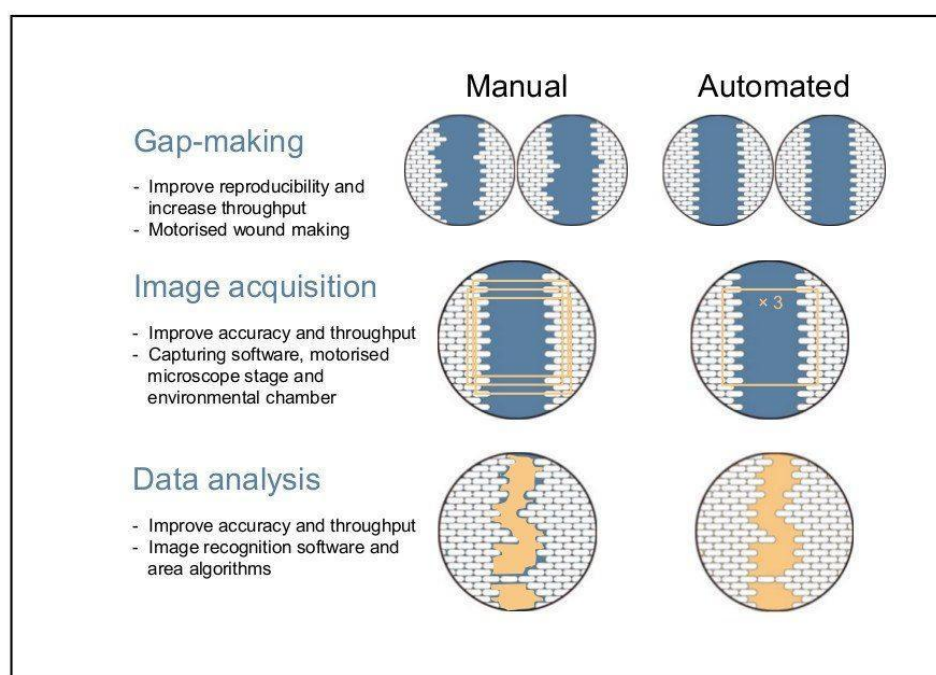 Manual
Automated
Gap-making
- Improve reproducibility and
increase throughput
- Motorised wound making
Image acquisition
- Improve accuracy and throughput
- Capturing software, motorised
microscope stage and
environmental chamber
× 3
Data analysis
- Improve accuracy and throughput
- Image recognition software and
area algorithms